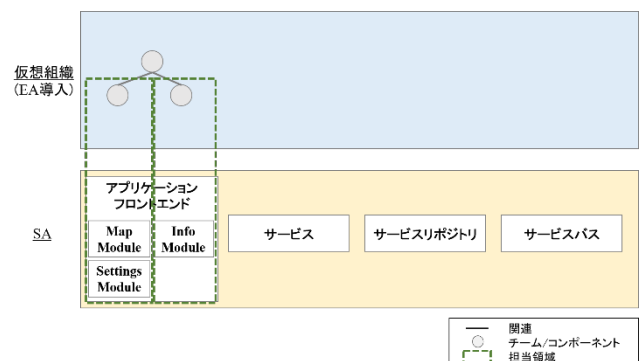 仮想組織
(EA導入)
アプリケーション
フロントエンド
SA
Map
Module
Info
Module
サービス
サービスリポジトリ
サービスバス
Settings
Module
関連
チーム/コンポーネント
担当領域